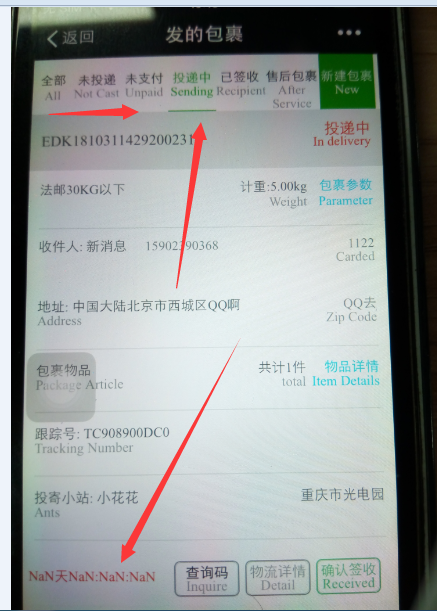 返回 发的包裹 •••
全部 未投递 未支付 投递中 已签收 售后包裹 新建包裹
All Not Cast Unpaid Sending Recipient After Service New
投递中
EDK1810311429200231
In delivery
法邮30KG以下 计重:5.00kg 包裹参数
Weight Parameter
收件人: 新消息 15902290368 1122
Carded
地址: 中国大陆北京市西城区QQ啊 QQ去
Address Zip Code
包裹物品 共计1件 物品详情
Package Article total Item Details
跟踪号: TC908900DC0
Tracking Number
投寄小站: 小花花 重庆市光电园
Ants
NaN天NaN:NaN:NaN 查询码 物流详情 确认签收
Inquire Detail Received